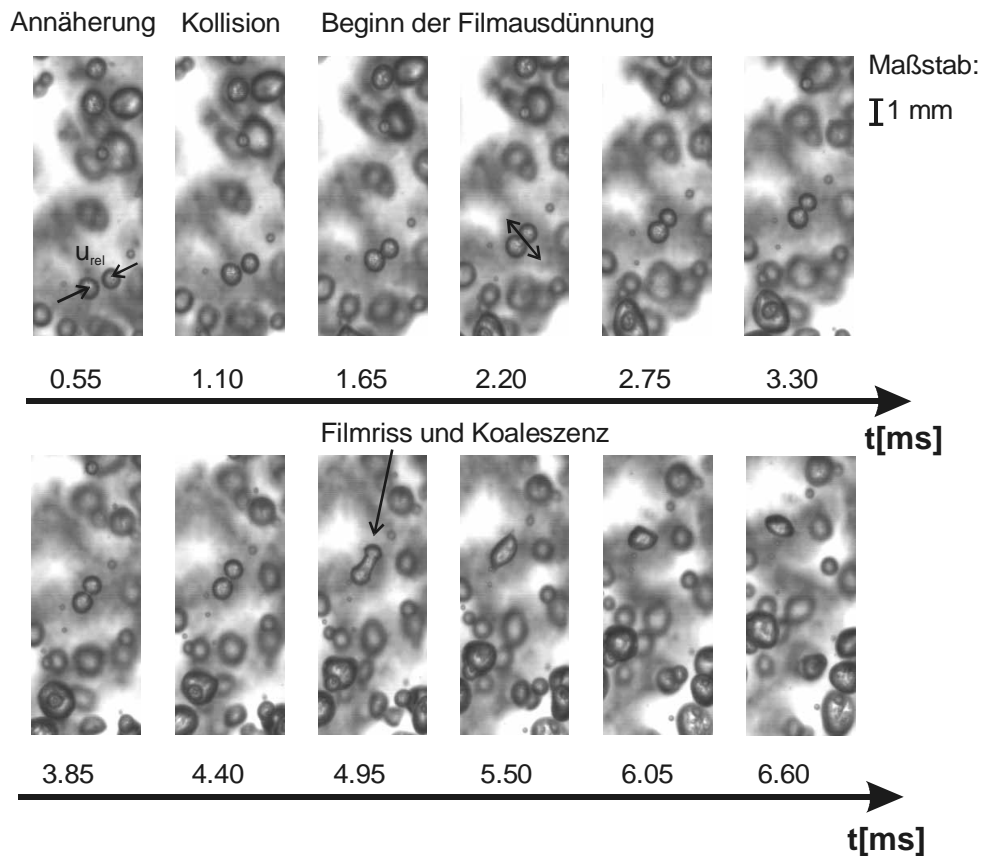 Annäherung Kollision Beginn der Filmausdünnung
Maßstab:
1 mm
u_rel
0.55 1.10 1.65 2.20 2.75 3.30
t[ms]
Filmriss und Koaleszenz
3.85 4.40 4.95 5.50 6.05 6.60
t[ms]